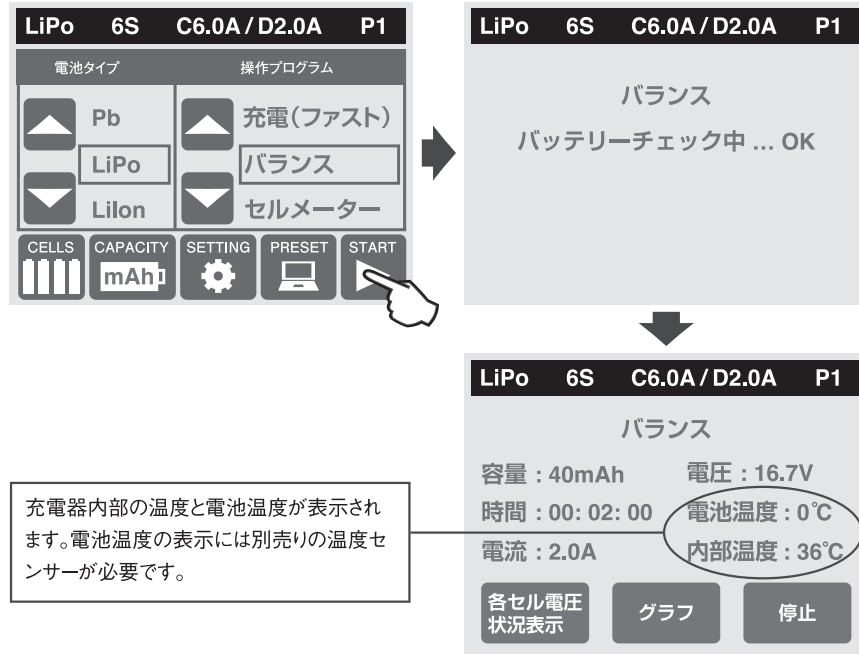 LiPo 6S C6.0A / D2.0A P1
電池タイプ 操作プログラム
Pb 充電(ファスト)
LiPo バランス
LiIon セルメーター
CELLS CAPACITY SETTING PRESET START
mAh
LiPo 6S C6.0A / D2.0A P1
バランス
バッテリーチェック中 ... OK
LiPo 6S C6.0A / D2.0A P1
バランス
容量 : 40mAh 電圧 : 16.7V
時間 : 00: 02: 00 電池温度 : 0℃
電流 : 2.0A 内部温度 : 36℃
各セル電圧
状況表示
グラフ
停止
充電器内部の温度と電池温度が表示され
ます。電池温度の表示には別売りの温度セ
ンサーが必要です。